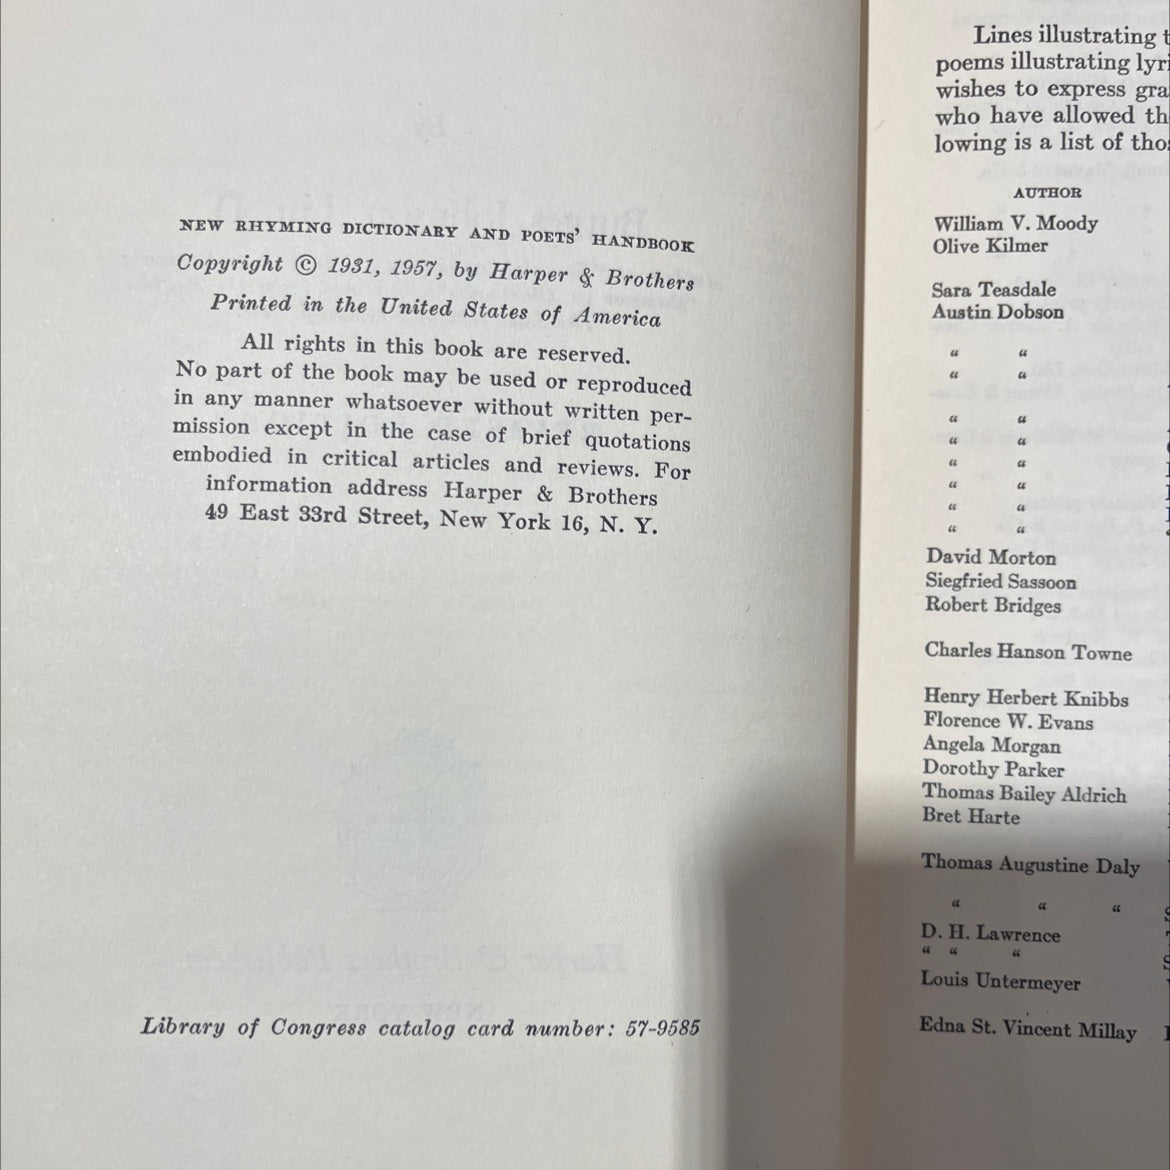 NEW RHYMING DICTIONARY AND POETS' HANDBOOK
Copyright © 1931, 1957, by Harper & Brothers
Printed in the United States of America
All rights in this book are reserved.
No part of the book may be used or reproduced
in any manner whatsoever without written per-
mission except in the case of brief quotations
embodied in critical articles and reviews. For
information address Harper & Brothers
49 East 33rd Street, New York 16, N. Y.
Library of Congress catalog card number: 57-9585
Lines illustrating
poems illustrating
wishes to express
who have allowed
lowing is a list of
AUTHOR
William V. Moody
Olive Kilmer
Sara Teasdale
Austin Dobson
“ “
“ “
“ “
“ “
“ “
“ “
“ “
“ “
David Morton
Siegfried Sassoon
Robert Bridges
Charles Hanson Towne
Henry Herbert Knibbs
Florence W. Evans
Angela Morgan
Dorothy Parker
Thomas Bailey Aldrich
Bret Harte
Thomas Augustine Daly
“ “ “
D. H. Lawrence
“ “ “
Louis Untermeyer
Edna St. Vincent Millay